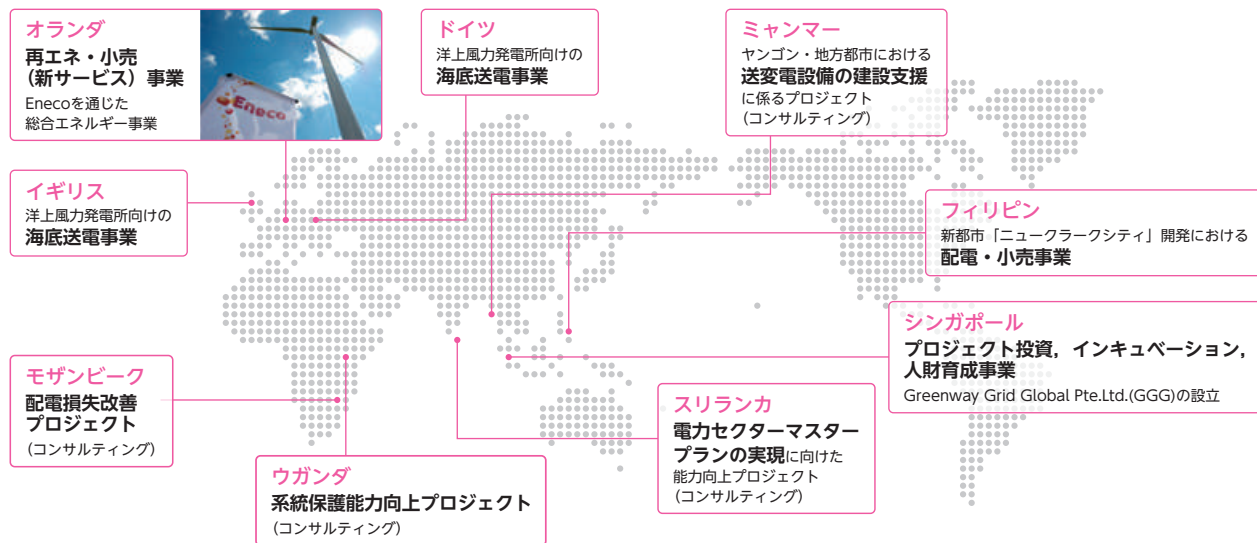 オランダ
再エネ・小売
（新サービス）事業
Enecoを通じた
総合エネルギー事業
Eneco
ドイツ
洋上風力発電所向けの
海底送電事業
ミャンマー
ヤンゴン・地方都市における
送変電設備の建設支援
に係るプロジェクト
（コンサルティング）
イギリス
洋上風力発電所向けの
海底送電事業
フィリピン
新都市「ニュークラークシティ」開発における
配電・小売事業
シンガポール
プロジェクト投資，インキュベーション，
人財育成事業
Greenway Grid Global Pte.Ltd.(GGG)の設立
モザンビーク
配電損失改善
プロジェクト
（コンサルティング）
スリランカ
電力セクターマスター
プランの実現に向けた
能力向上プロジェクト
（コンサルティング）
ウガンダ
系統保護能力向上プロジェクト
（コンサルティング）